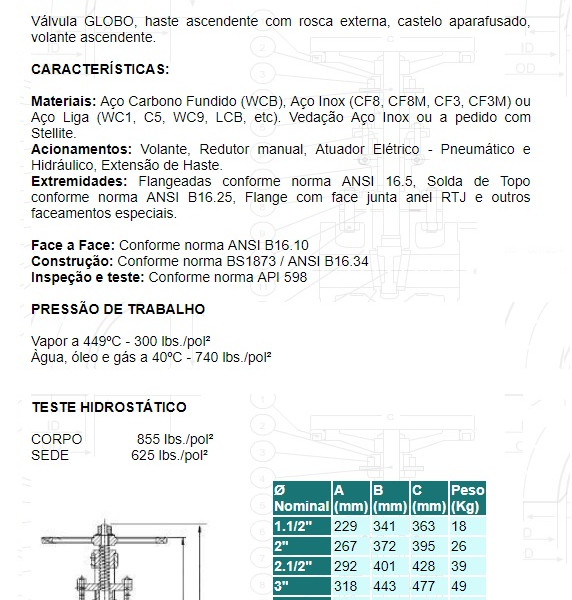 Válvula GLOBO, haste ascendente com rosca externa, castelo aparafusado,
volante ascendente.
CARACTERÍSTICAS:
Materiais: Aço Carbono Fundido (WCB), Aço Inox (CF8, CF8M, CF3, CF3M) ou
Aço Liga (WC1, C5, WC9, LCB, etc). Vedação Aço Inox ou a pedido com
Stellite.
Acionamentos: Volante, Redutor manual, Atuador Elétrico - Pneumático e
Hidráulico, Extensão de Haste.
Extremidades: Flangeadas conforme norma ANSI 16.5, Solda de Topo
conforme norma ANSI B16.25, Flange com face junta anel RTJ e outros
faceamentos especiais.
Face a Face: Conforme norma ANSI B16.10
Construção: Conforme norma BS1873 / ANSI B16.34
Inspeção e teste: Conforme norma API 598
PRESSÃO DE TRABALHO
Vapor a 449ºC - 300 lbs./pol²
Àgua, óleo e gás a 40ºC - 740 lbs./pol²
TESTE HIDROSTÁTICO
CORPO 855 lbs./pol²
SEDE 625 lbs./pol²
Ø Nominal A (mm) B (mm) C (mm) Peso (Kg)
1.1/2" 229 341 363 18
2" 267 372 395 26
2.1/2" 292 401 428 39
3" 318 443 477 49